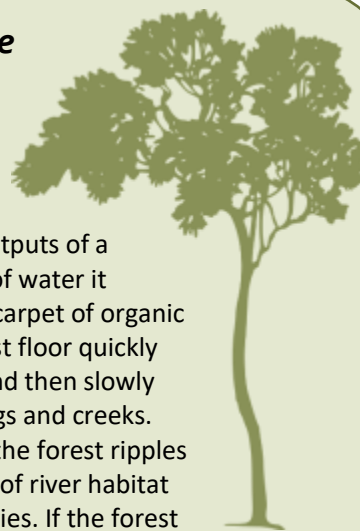 e
tputs of a
of water it
carpet of organic
st floor quickly
nd then slowly
gs and creeks.
the forest ripples
of river habitat
ies. If the forest